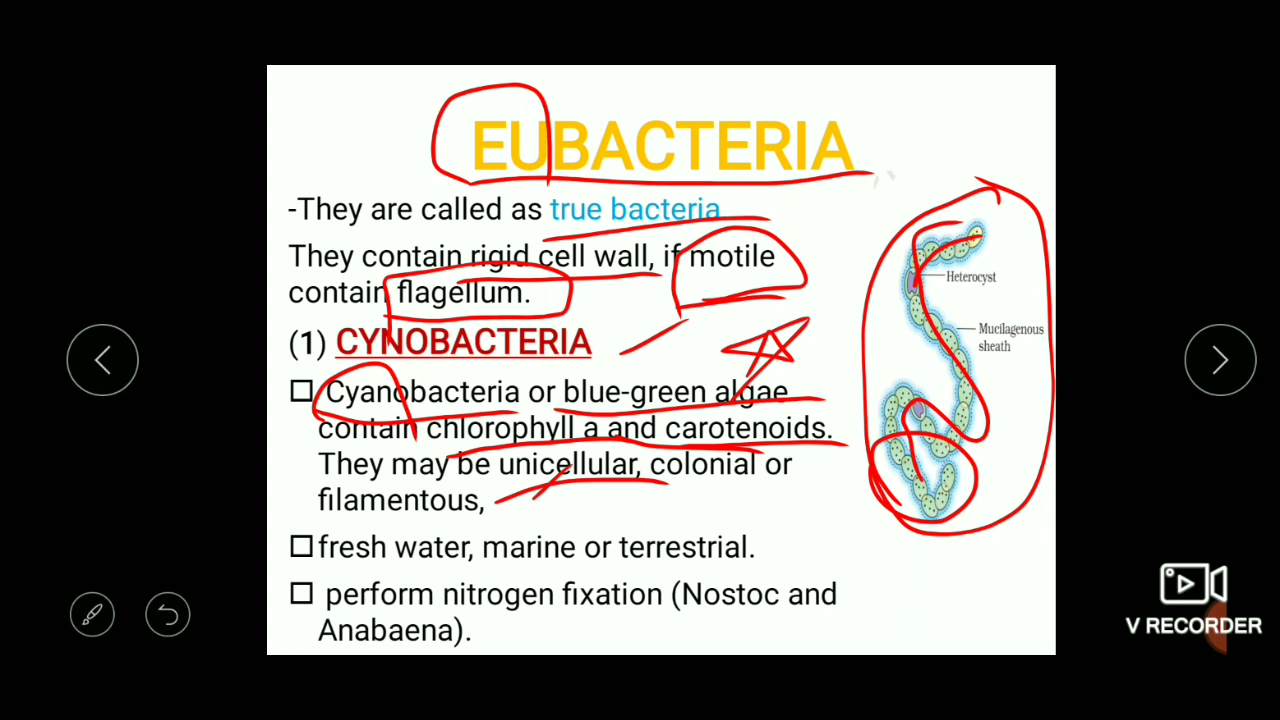 EUBACTERIA
-They are called as true bacteria
They contain rigid cell wall, if motile
contain flagellum.
(1) CYNOBACTERIA
Cyanobacteria or blue-green algae
contain chlorophyll a and carotenoids.
They may be unicellular, colonial or
filamentous,
fresh water, marine or terrestrial.
perform nitrogen fixation (Nostoc and
Anabaena).
Heterocyst
Mucilagenous
sheath
V RECORDER